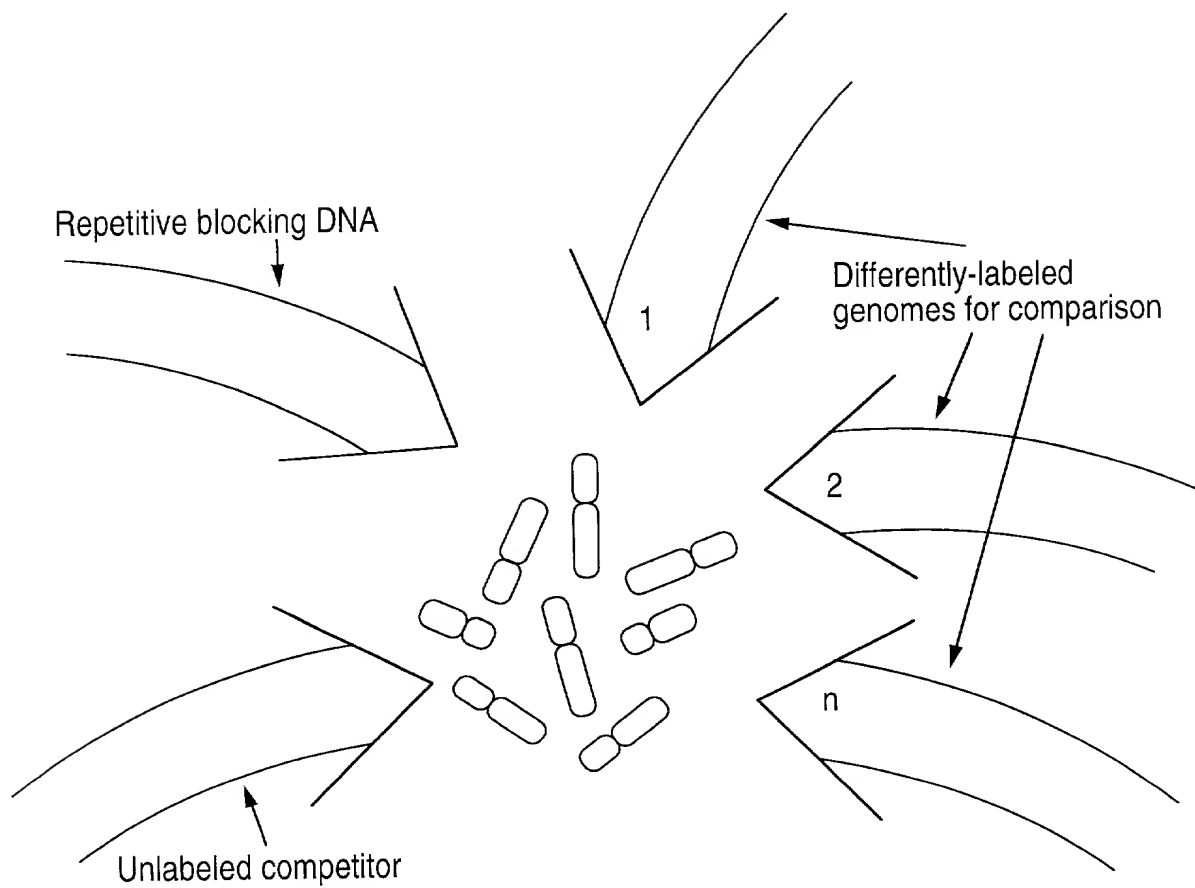 Repetitive blocking DNA
1
Differently-labeled
genomes for comparison
2
n
Unlabeled competitor